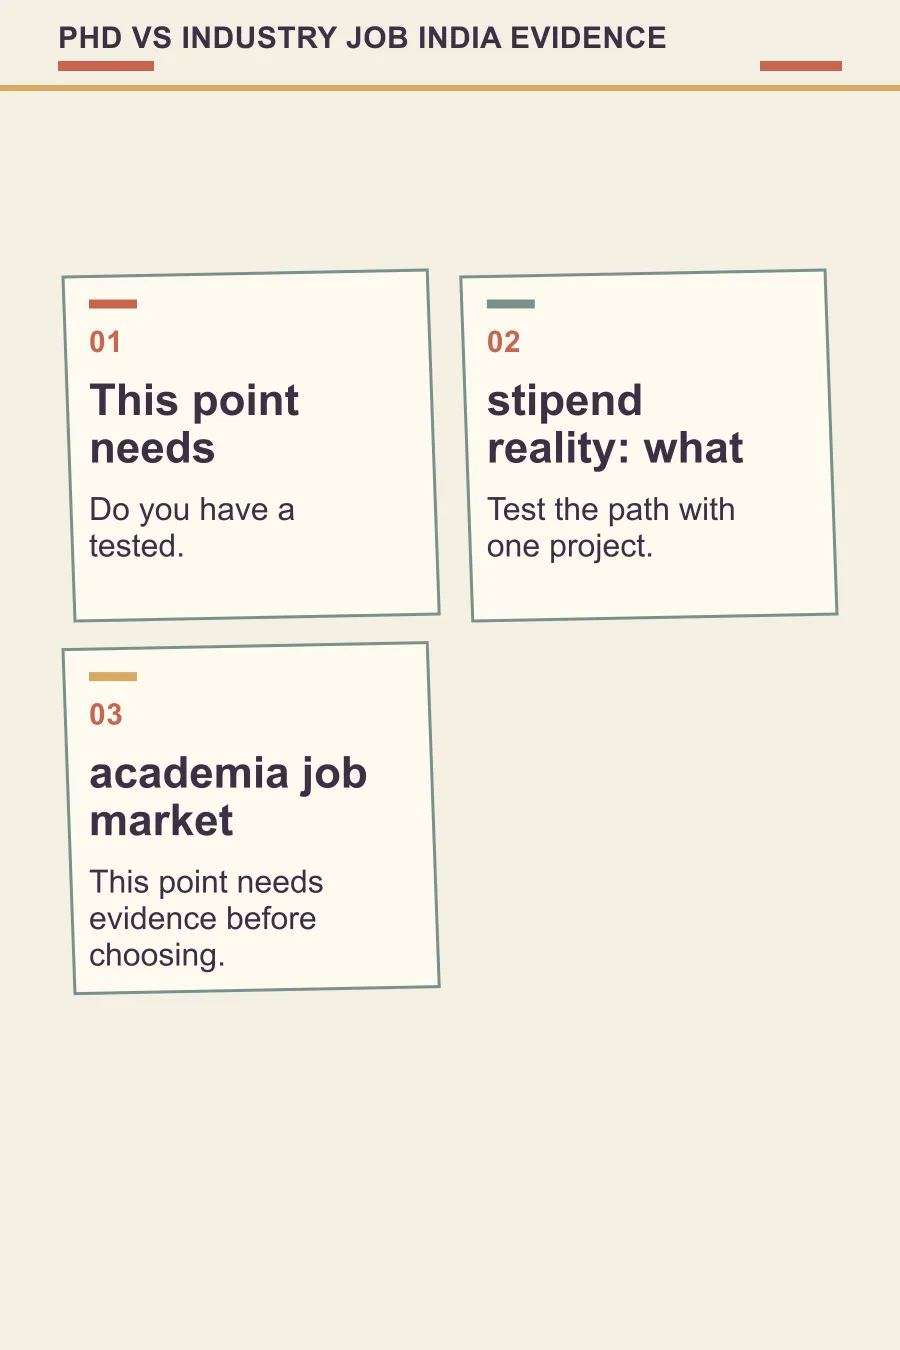 PHD VS INDUSTRY JOB INDIA EVIDENCE
01
This point
needs
Do you have a
tested.
02
stipend
reality: what
Test the path with
one project.
03
academia job
market
This point needs
evidence before
choosing.